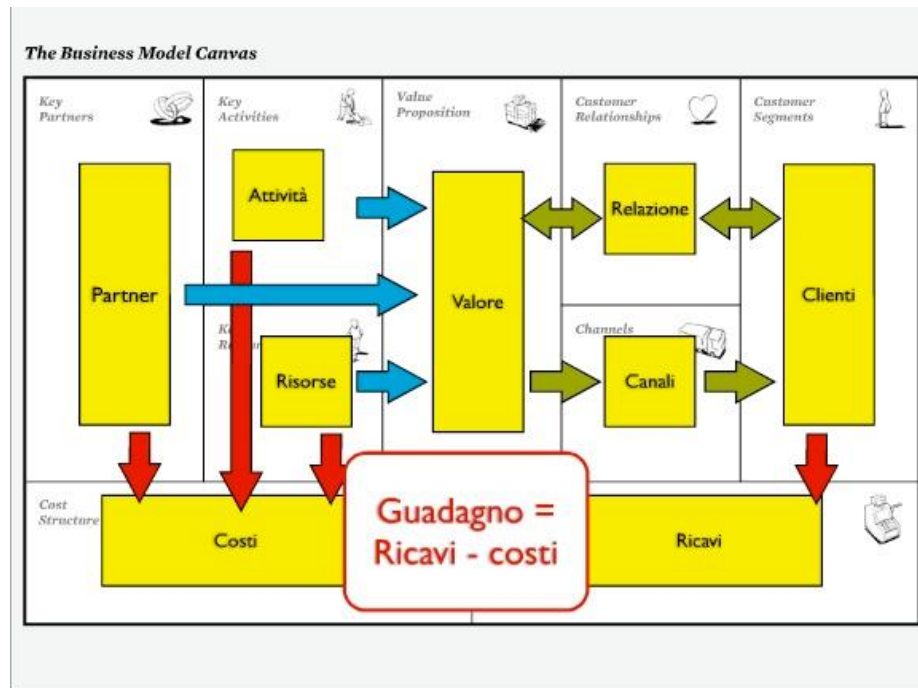 The Business Model Canvas
Key
Partners
Key
Activities
Value
Proposition
Customer
Relationships
Customer
Segments
Attività
Relazione
Partner
Valore
Clienti
Channels
Risorse
Canali
Cost
Structure
Costi
Guadagno =
Ricavi - costi
Ricavi